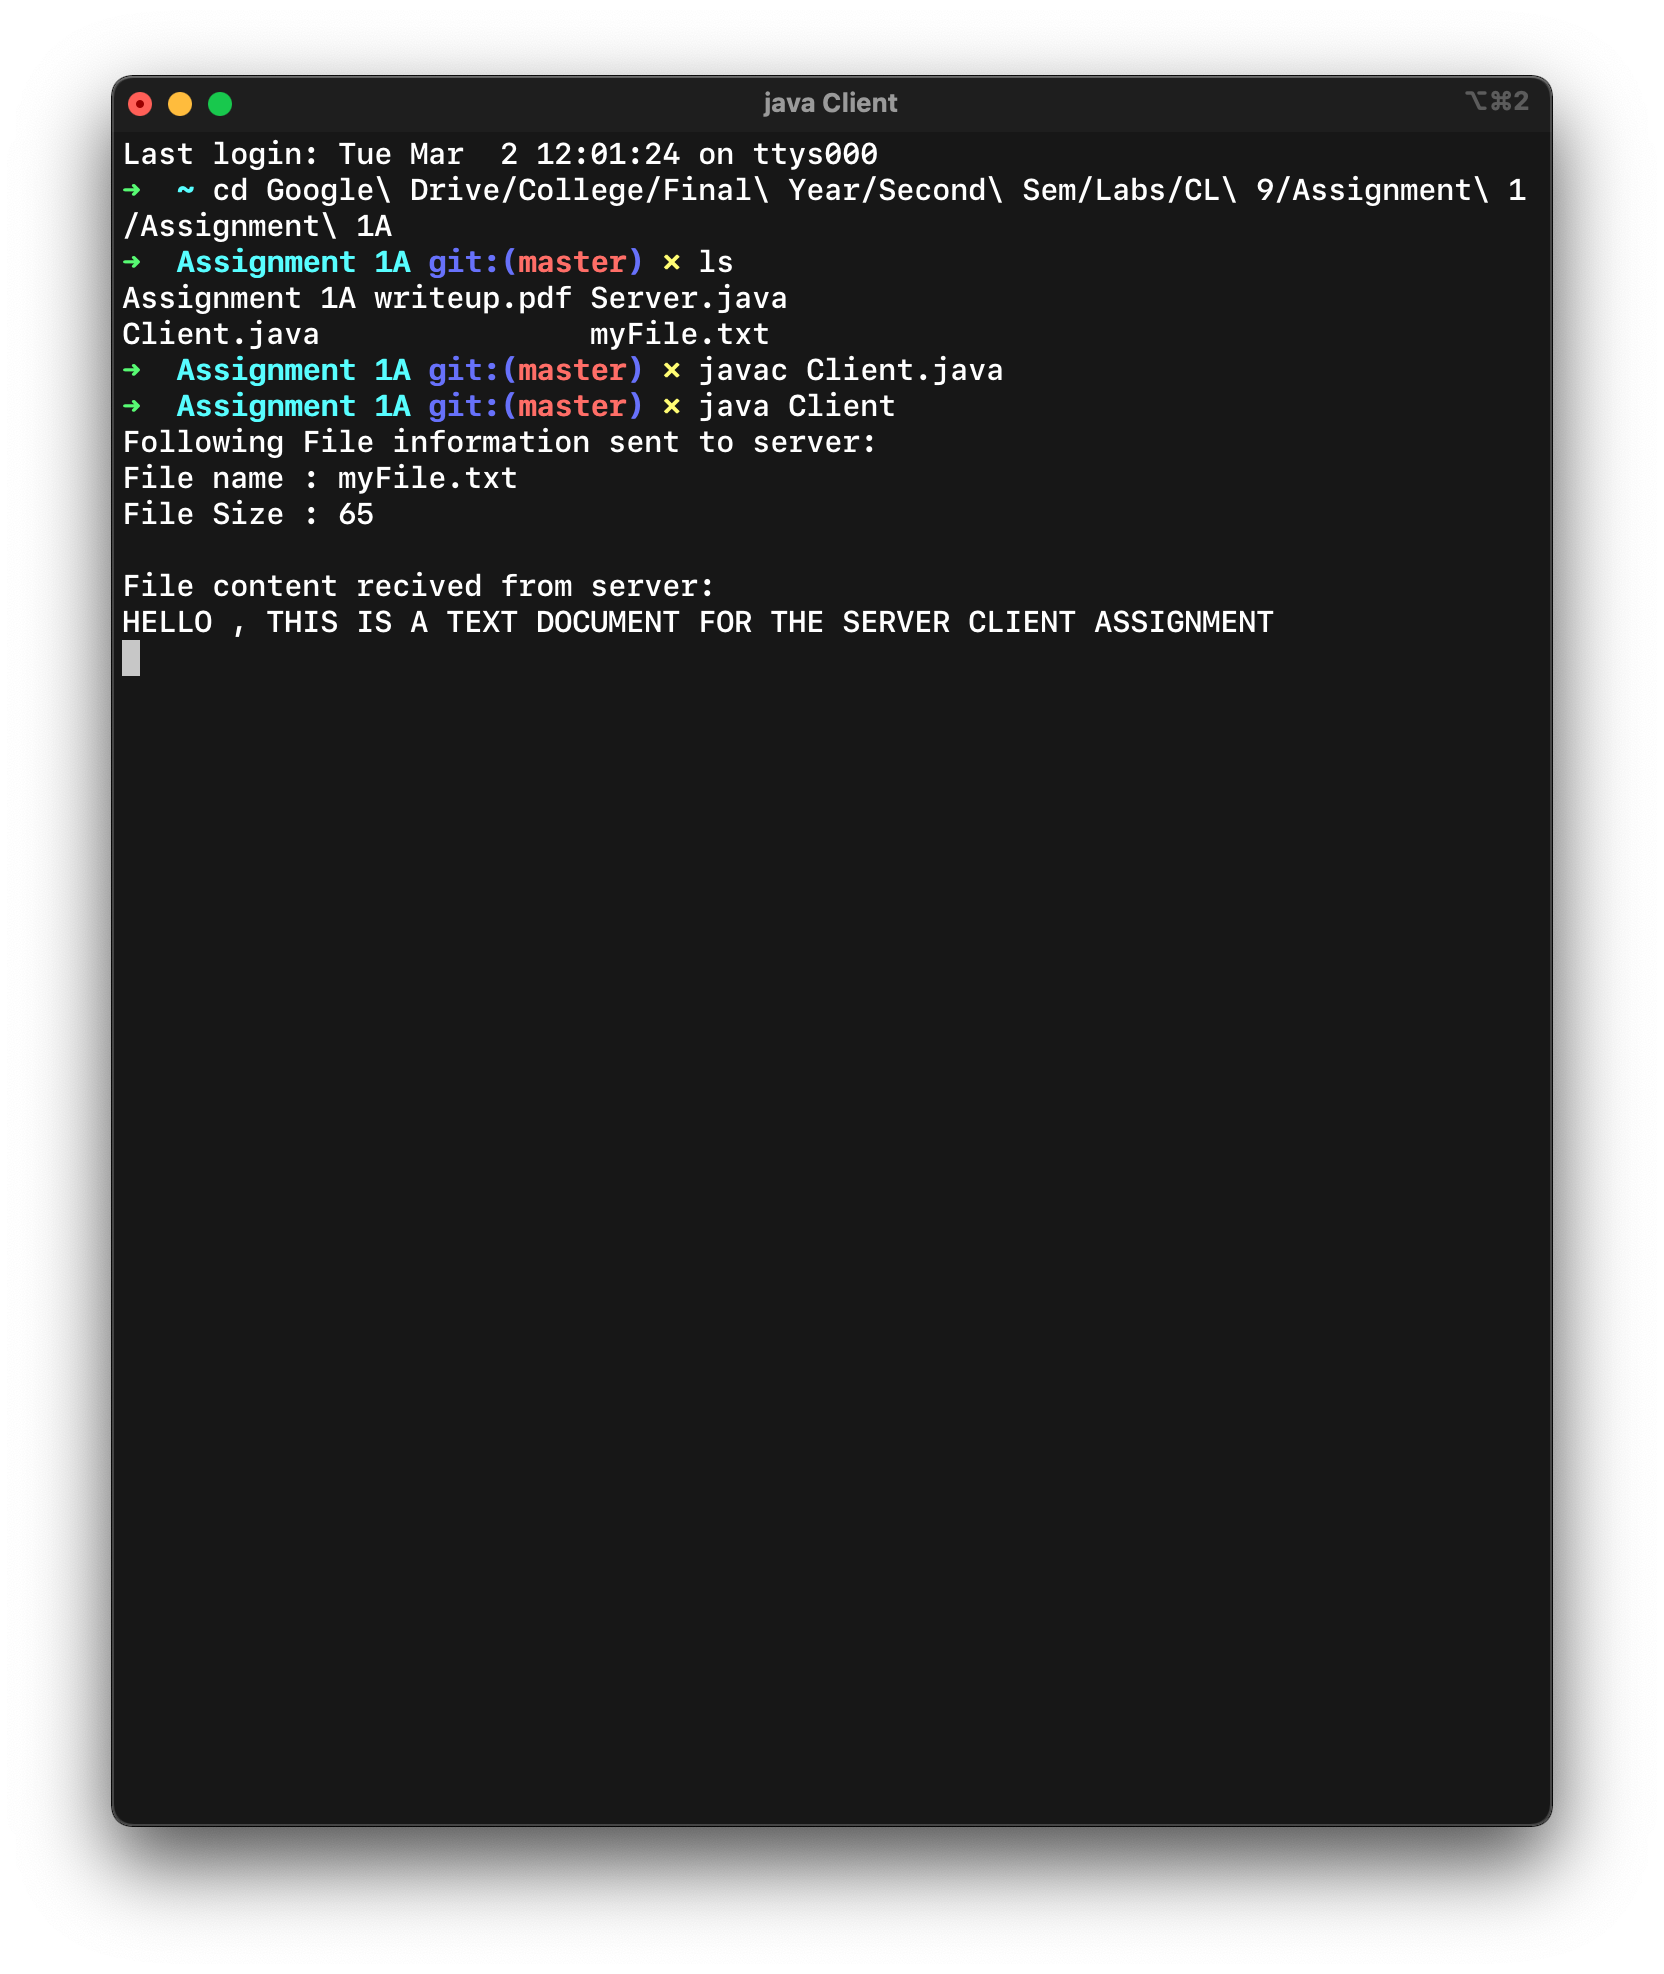 java Client ⌥⌘2
Last login: Tue Mar  2 12:01:24 on ttys000
➜  ~ cd Google\ Drive/College/Final\ Year/Second\ Sem/Labs/CL\ 9/Assignment\ 1
/Assignment\ 1A
➜  Assignment 1A git:(master) × ls
Assignment 1A writeup.pdf Server.java
Client.java               myFile.txt
➜  Assignment 1A git:(master) × javac Client.java
➜  Assignment 1A git:(master) × java Client
Following File information sent to server:
File name : myFile.txt
File Size : 65

File content recived from server:
HELLO , THIS IS A TEXT DOCUMENT FOR THE SERVER CLIENT ASSIGNMENT